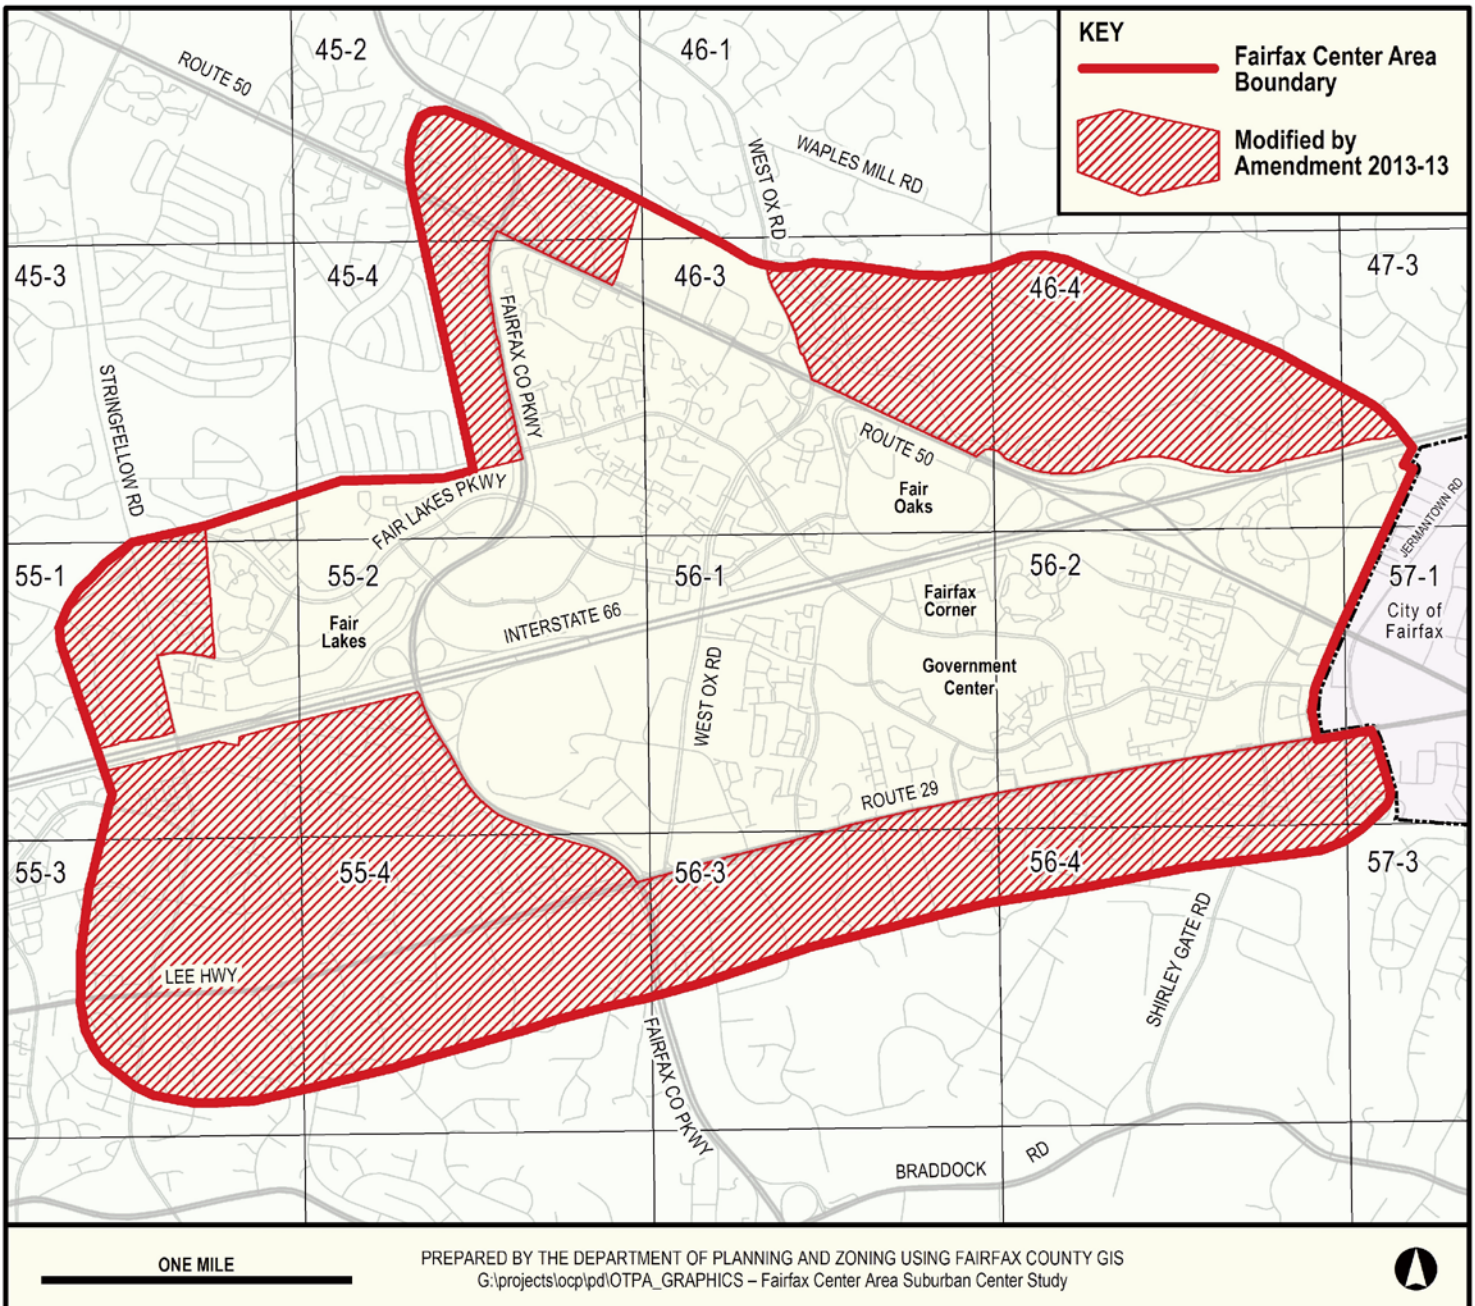 KEY
Fairfax Center Area
Boundary
Modified by
Amendment 2013-13
45-2
46-1
ROUTE 50
WEST OX RD
WAPLES MILL RD
45-3
45-4
46-3
46-4
47-3
FAIRFAX CO PKWY
STRINGFELLOW RD
ROUTE 50
Fair
Oaks
FAIR LAKES PKWY
JERMANTOWN RD
55-1
55-2
56-1
56-2
57-1
City of
Fairfax
Fair
Lakes
INTERSTATE 66
Fairfax
Corner
WEST OX RD
Government
Center
ROUTE 29
55-3
55-4
56-3
56-4
57-3
LEE HWY
SHIRLEY GATE RD
FAIRFAX CO PKWY
BRADDOCK RD
ONE MILE
PREPARED BY THE DEPARTMENT OF PLANNING AND ZONING USING FAIRFAX COUNTY GIS
G:\projects\ocp\pd\OTPA_GRAPHICS – Fairfax Center Area Suburban Center Study